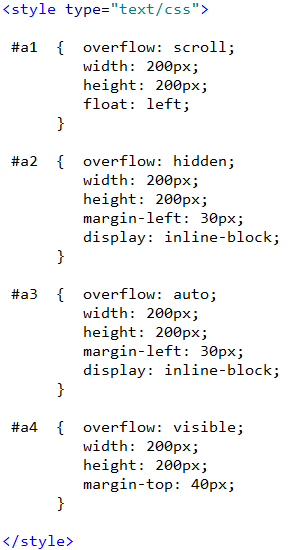 <style type="text/css">
#a1 { overflow: scroll;
width: 200px;
height: 200px;
float: left;
}
#a2 { overflow: hidden;
width: 200px;
height: 200px;
margin-left: 30px;
display: inline-block;
}
#a3 { overflow: auto;
width: 200px;
height: 200px;
margin-left: 30px;
display: inline-block;
}
#a4 { overflow: visible;
width: 200px;
height: 200px;
margin-top: 40px;
}
</style>